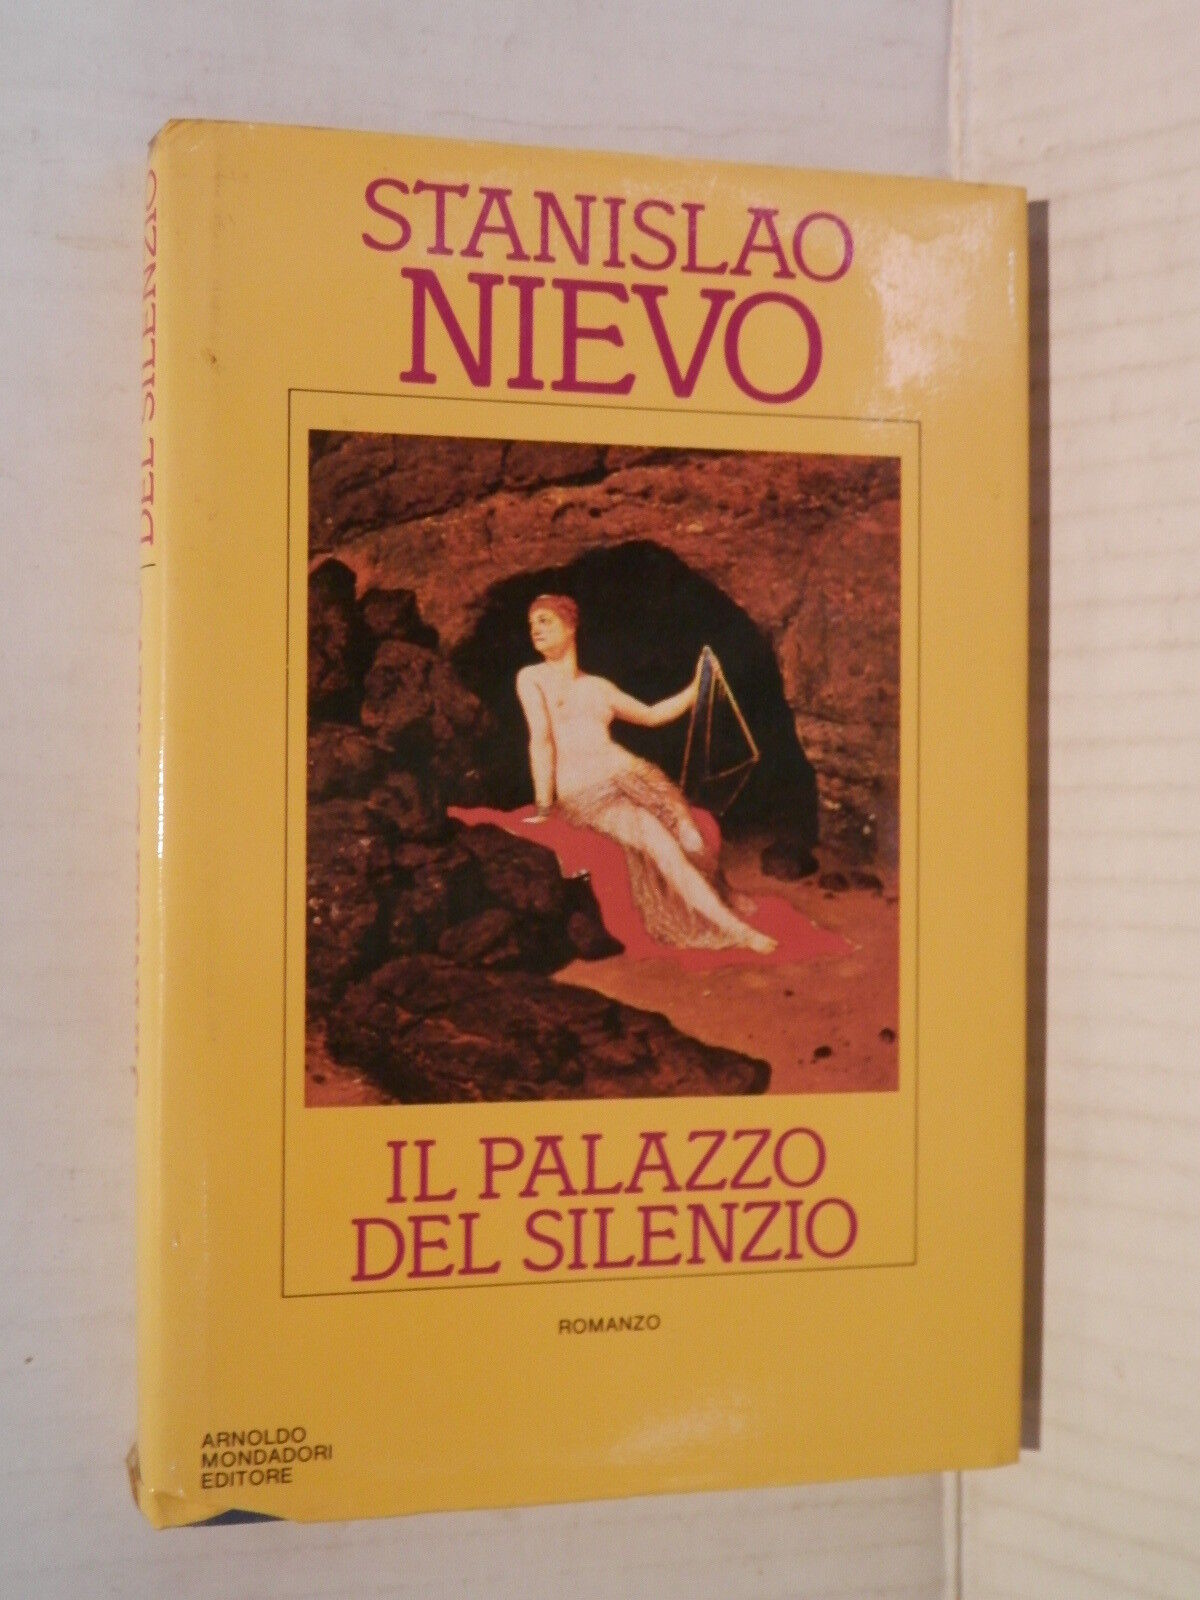 STANISLAO
NIEVO
IL PALAZZO
DEL SILENZIO
ROMANZO
ARNOLDO
MONDADORI
EDITORE
DEL SILENZIO